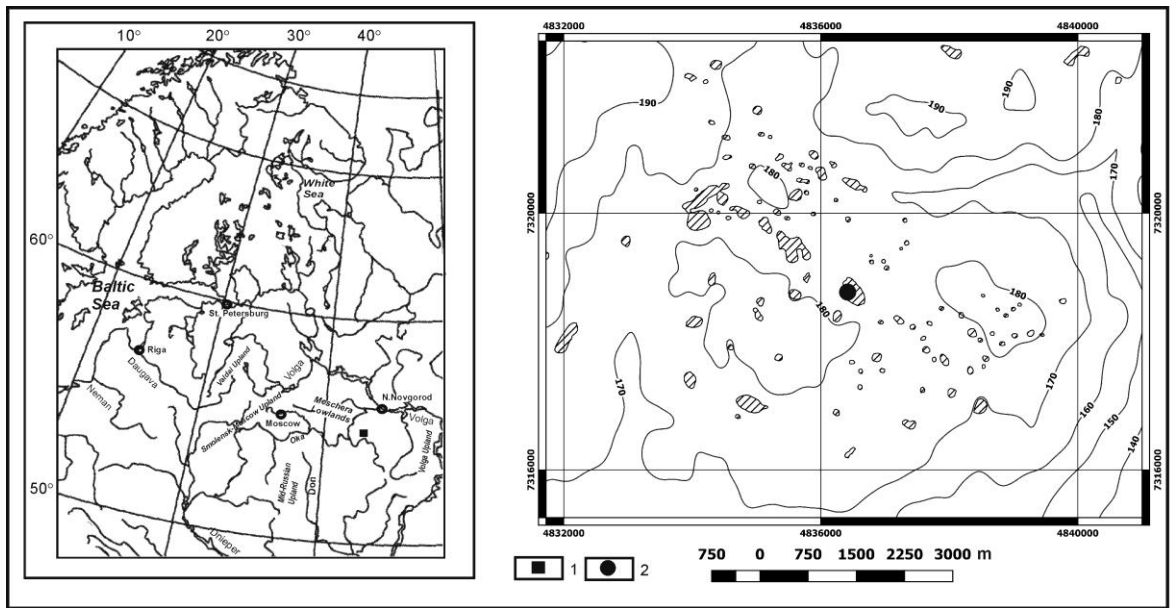 10°
20°
30°
40°
60°
50°
White
Sea
Baltic
Sea
St. Petersburg
Riga
Daugava
Neman
Valdai Upland
Volga
N.Novgorod
Volga
Meschera
Lowlands
Smolensk-Moscow Upland
Moscow
Oka
Mid-Russian
Upland
Don
Volga Upland
Dnieper
4832000
4836000
4840000
190
190
190
180
170
180
7320000
7320000
180
180
170
170
160
150
140
7316000
7316000
4832000
4836000
4840000
1
2
750 0 750 1500 2250 3000 m